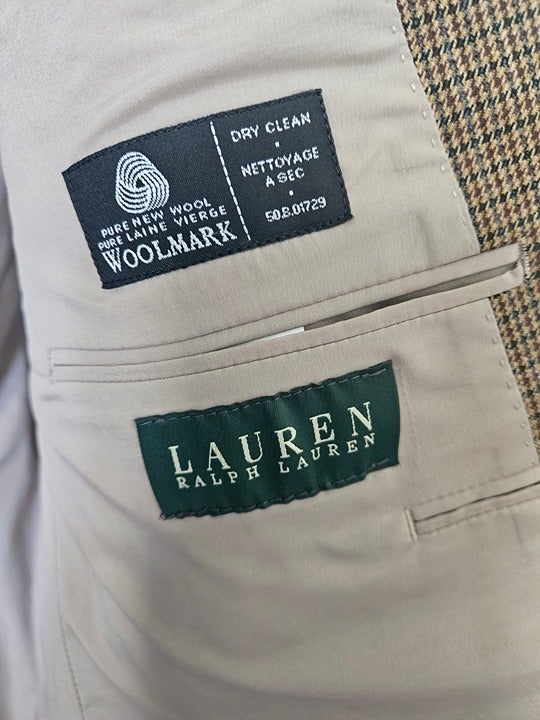 PURE NEW WOOL
PURE LAINE VIERGE
WOOLMARK
DRY CLEAN
•
NETTOYAGE
A SEC
•
50.B.01729
LAUREN
RALPH LAUREN